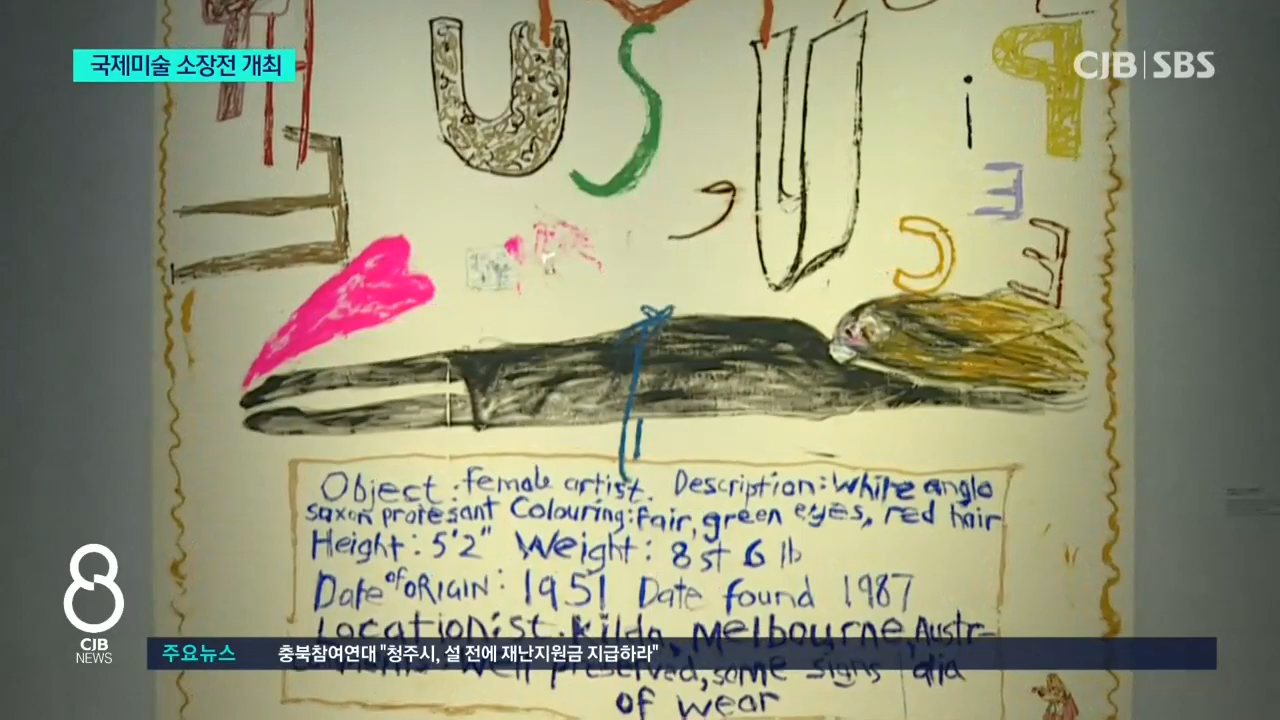 국제미술 소장전 개최
CJB SBS
U S U i P
E
C
Object: female artist. Description: white anglo
saxon protesant Colouring: fair, green eyes, red hair
Height: 5'2" Weight: 8 st 6 lb
Date of ORIGIN: 1951 Date found 1987
Location: St. Kilda, Melbourne, Austr-
well preserved, some signs alia
of wear
8
CJB
NEWS
주요뉴스 충북참여연대 "청주시, 설 전에 재난지원금 지급하라"